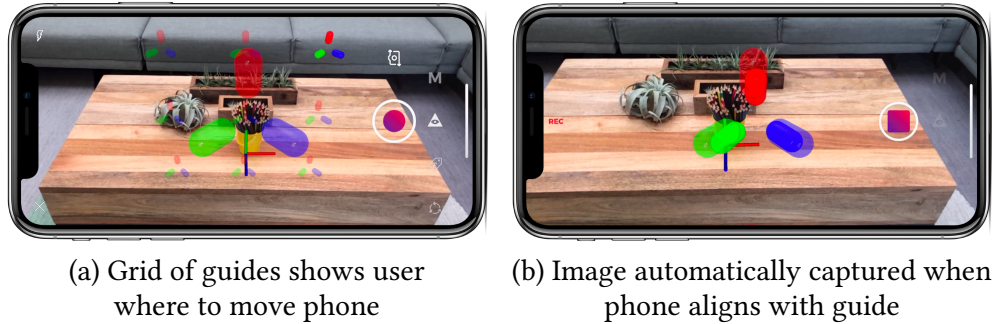 M
REC
(a) Grid of guides shows user
where to move phone
(b) Image automatically captured when
phone aligns with guide